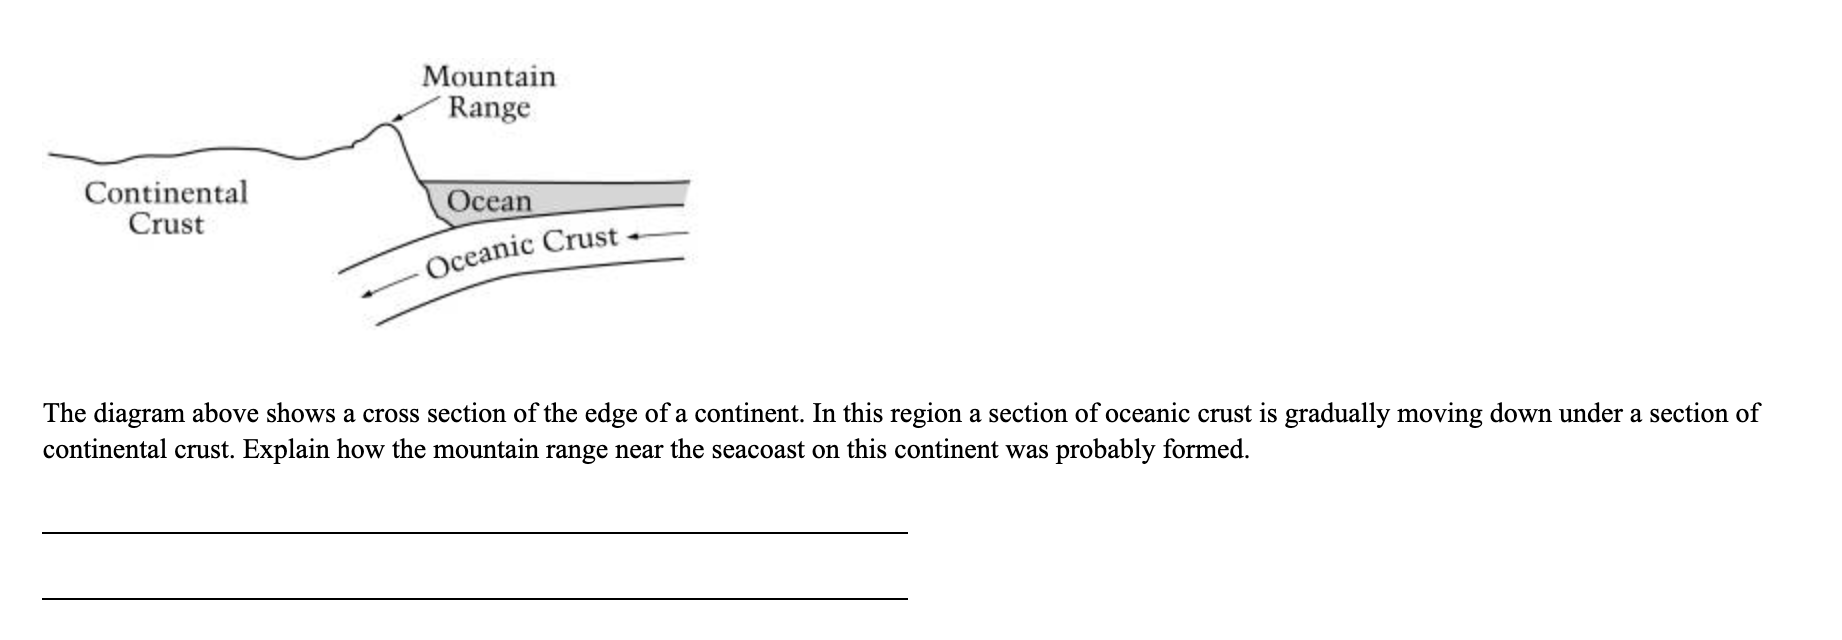 Mountain
Range
Continental
Crust
Ocean
Oceanic Crust
The diagram above shows a cross section of the edge of a continent. In this region a section of oceanic crust is gradually moving down under a section of
continental crust. Explain how the mountain range near the seacoast on this continent was probably formed.